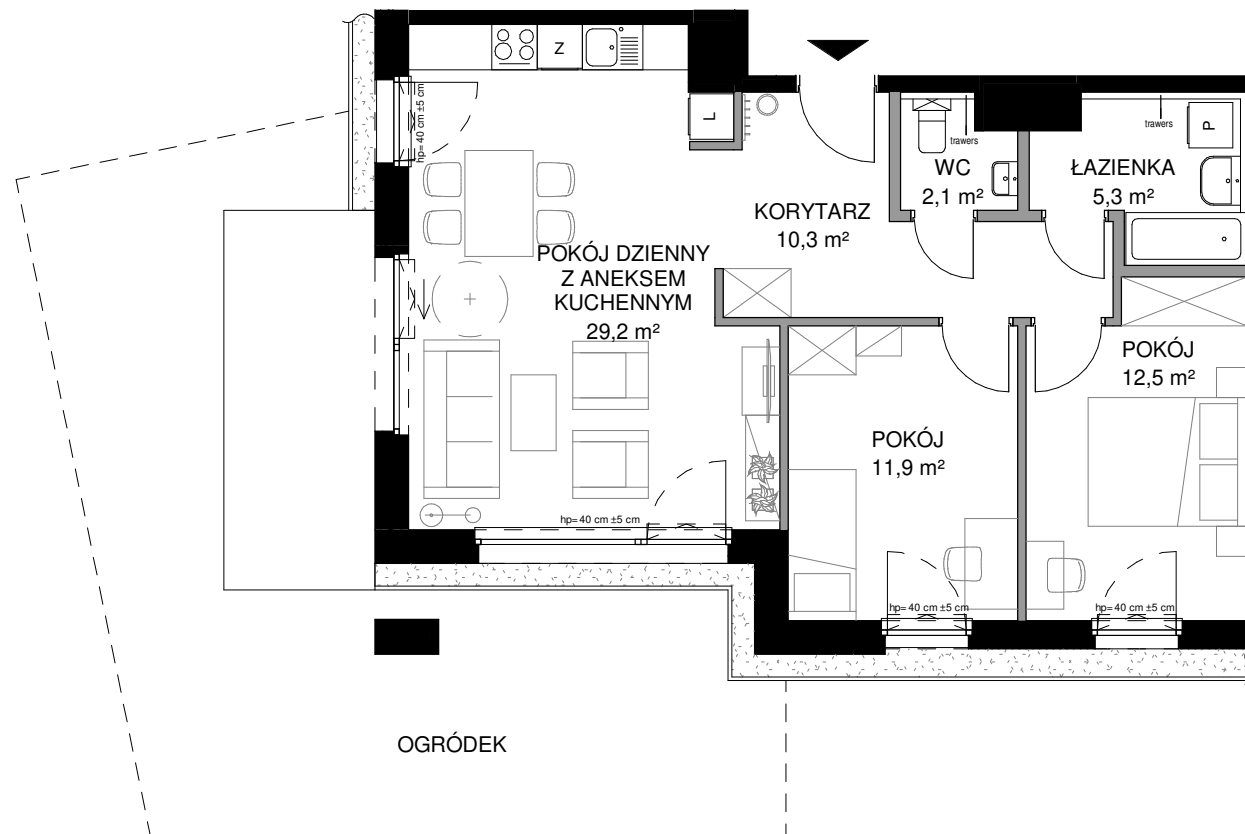 Z
L
hp= 40 cm ±5 cm
trawers
trawers
P
WC
2,1 m²
ŁAZIENKA
5,3 m²
KORYTARZ
10,3 m²
POKÓJ DZIENNY
Z ANEKSEM
KUCHENNYM
29,2 m²
POKÓJ
12,5 m²
POKÓJ
11,9 m²
hp= 40 cm ±5 cm
hp= 40 cm ±5 cm
hp= 40 cm ±5 cm
OGRÓDEK